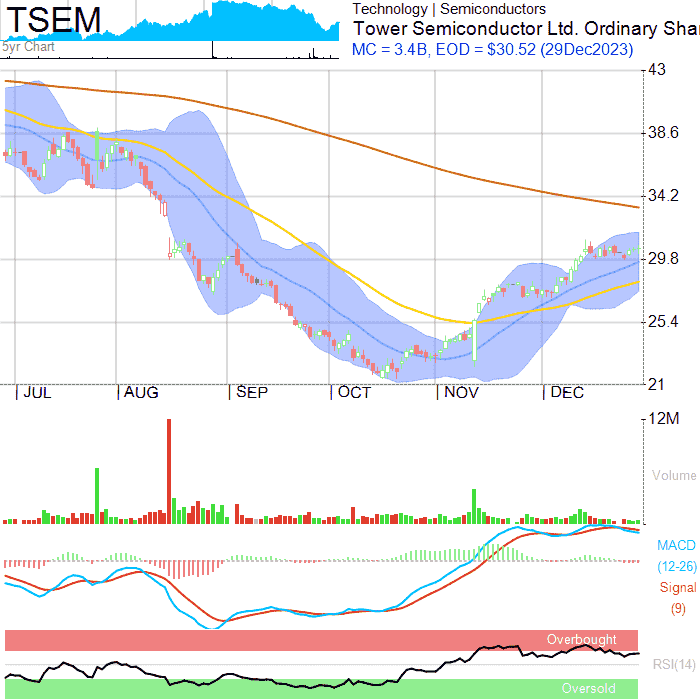 TSEM
5yr Chart
Technology | Semiconductors
Tower Semiconductor Ltd. Ordinary Shar
MC = 3.4B, EOD = $30.52 (29Dec2023)
43
38.6
34.2
29.8
25.4
21
JUL AUG SEP OCT NOV DEC
12M
Volume
MACD
(12-26)
Signal
(9)
Overbought
RSI(14)
Oversold